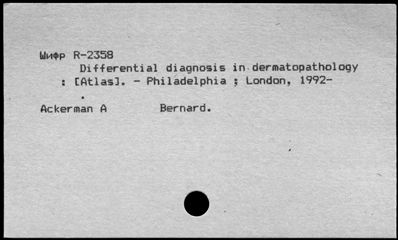 Шифр R-2358
Differential diagnosis in dermatopathology
: [Atlas]. - Philadelphia ; London, 1992-
.
Ackerman A Bernard.